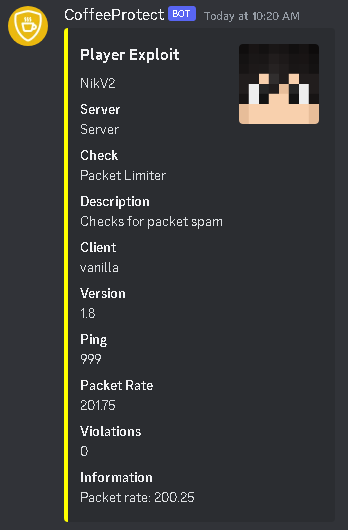 CoffeeProtect BOT Today at 10:20 AM
Player Exploit
NikV2
Server
Server
Check
Packet Limiter
Description
Checks for packet spam
Client
vanilla
Version
1.8
Ping
999
Packet Rate
201.75
Violations
0
Information
Packet rate: 200.25